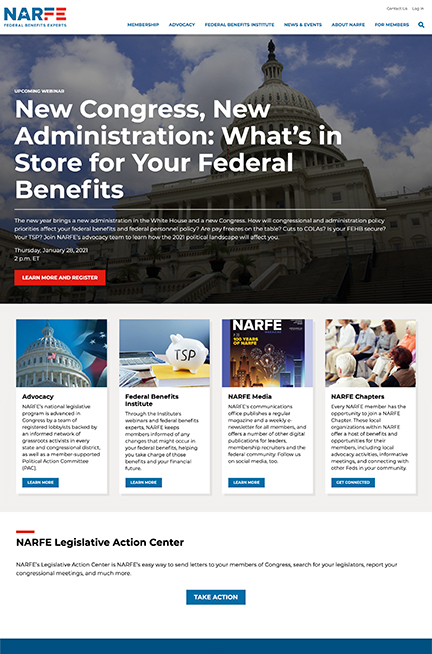 Contact Us Log In
NARFE
FEDERAL BENEFITS EXPERTS
MEMBERSHIP ADVOCACY FEDERAL BENEFITS INSTITUTE NEWS & EVENTS ABOUT NARFE FOR MEMBERS
UPCOMING WEBINAR
New Congress, New
Administration: What's in
Store for Your Federal
Benefits
The new year brings a new administration in the White House and a new Congress. How will congressional and administration policy
priorities affect your federal benefits and federal personnel policy? Are pay freezes on the table? Cuts to COLAs? Is your FEHB secure?
Your TSP? Join NARFE's advocacy team to learn how the 2021 political landscape will affect you.
Thursday, January 28, 2021
2 p.m. ET
LEARN MORE AND REGISTER
TSP
NARFE
100 YEARS
OF NARFE
Advocacy
NARFE's national legislative
program is advanced in
Congress by a team of
registered lobbyists backed by
an informed network of
grassroots activists in every
state and congressional district,
as well as a member-supported
Political Action Committee
(PAC).
LEARN MORE
Federal Benefits
Institute
Through the Institute's
webinars and federal benefits
experts, NARFE keeps
members informed of any
changes that might occur in
your federal benefits, helping
you take charge of those
benefits and your financial
future.
LEARN MORE
NARFE Media
NARFE's communications
office publishes a regular
magazine and a weekly e-
newsletter for all members, and
offers a number of other digital
publications for leaders,
membership recruiters and the
federal community. Follow us
on social media, too.
LEARN MORE
NARFE Chapters
Every NARFE member has the
opportunity to join a NARFE
Chapter. These local
organizations within NARFE
offer a host of benefits and
opportunities for their
members, including local
advocacy activities, informative
meetings, and connecting with
other Feds in your community.
GET CONNECTED
NARFE Legislative Action Center
NARFE's Legislative Action Center is NARFE's easy way to send letters to your members of Congress, search for your legislators, report your
congressional meetings, and much more.
TAKE ACTION